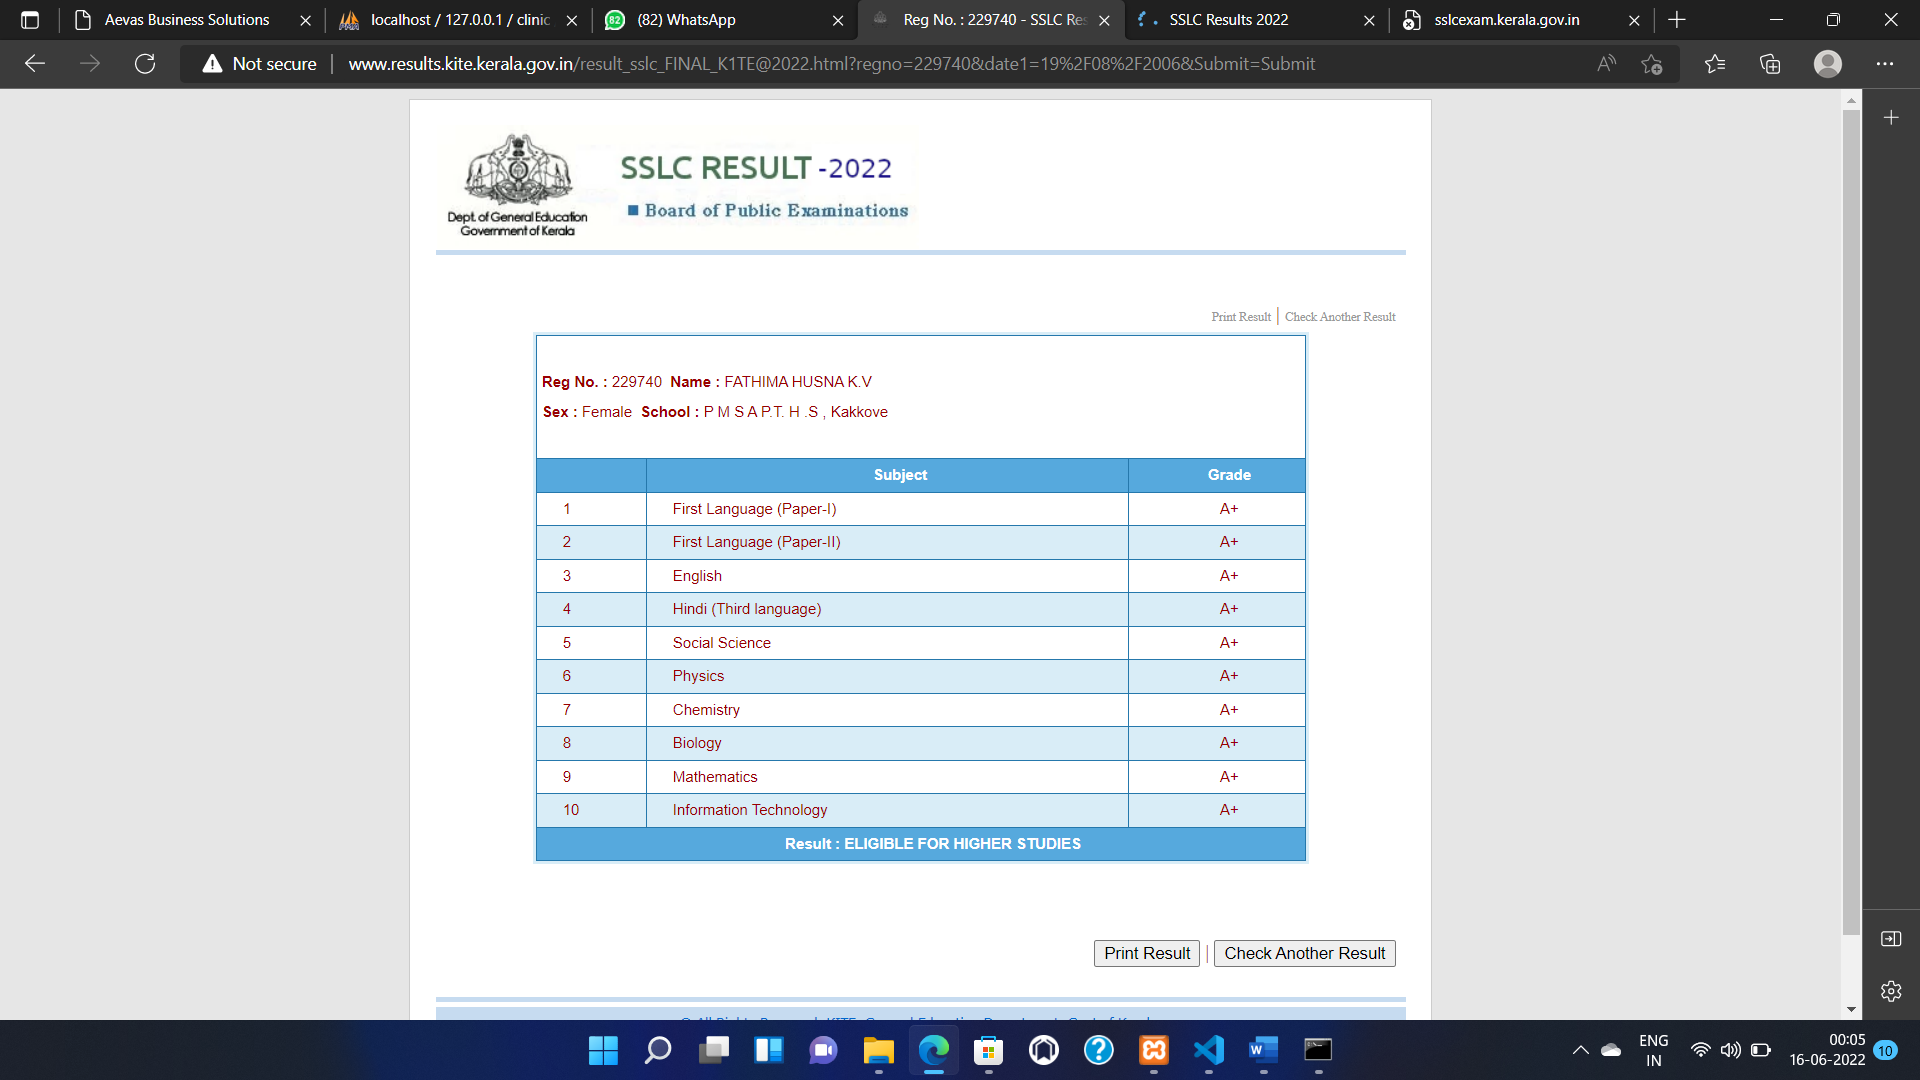 Aevas Business Solutions
localhost / 127.0.0.1 / clinic
(82) WhatsApp
Reg No. : 229740 - SSLC Res
SSLC Results 2022
sslcexam.kerala.gov.in
Not secure
www.results.kite.kerala.gov.in/result_sslc_FINAL_K1TE@2022.html?regno=229740&date1=19%2F08%2F2006&Submit=Submit
SSLC RESULT -2022
Board of Public Examinations
Dept. of General Education
Government of Kerala
Print Result | Check Another Result
Reg No. : 229740 Name : FATHIMA HUSNA K.V
Sex : Female School : P M S A P.T. H .S , Kakkove
Subject Grade
1 First Language (Paper-I) A+
2 First Language (Paper-II) A+
3 English A+
4 Hindi (Third language) A+
5 Social Science A+
6 Physics A+
7 Chemistry A+
8 Biology A+
9 Mathematics A+
10 Information Technology A+
Result : ELIGIBLE FOR HIGHER STUDIES
Print Result | Check Another Result
ENG
IN
00:05
16-06-2022
10